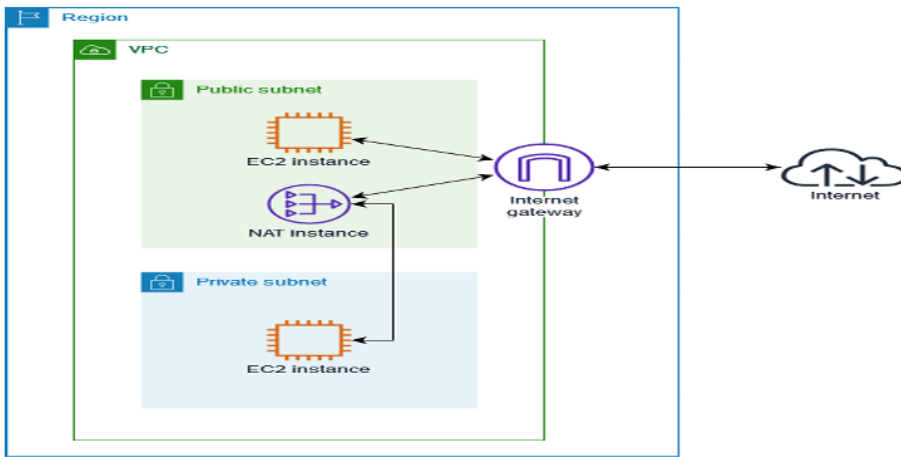 Region
VPC
Public subnet
EC2 instance
NAT instance
Internet
gateway
Internet
Private subnet
EC2 instance